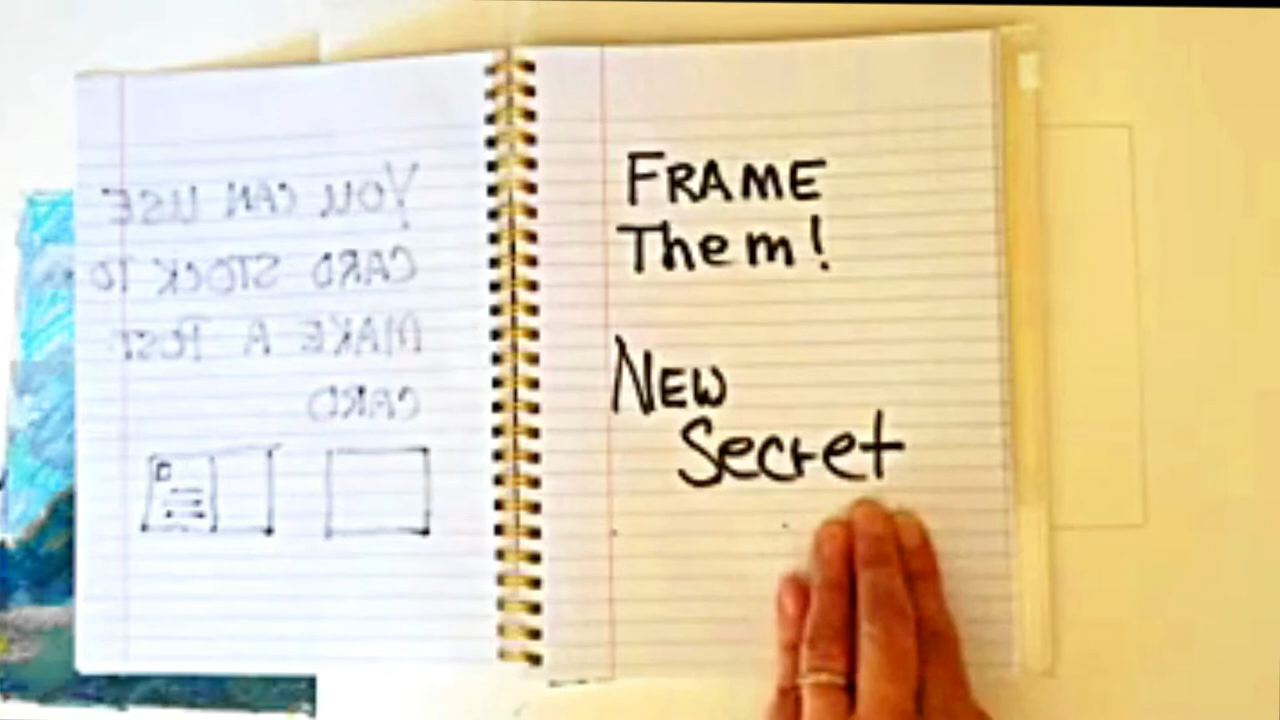 YOU CAN USE
CARD STOCK TO
MAKE A POST
CARD
FRAME
Them!
NEW
Secret